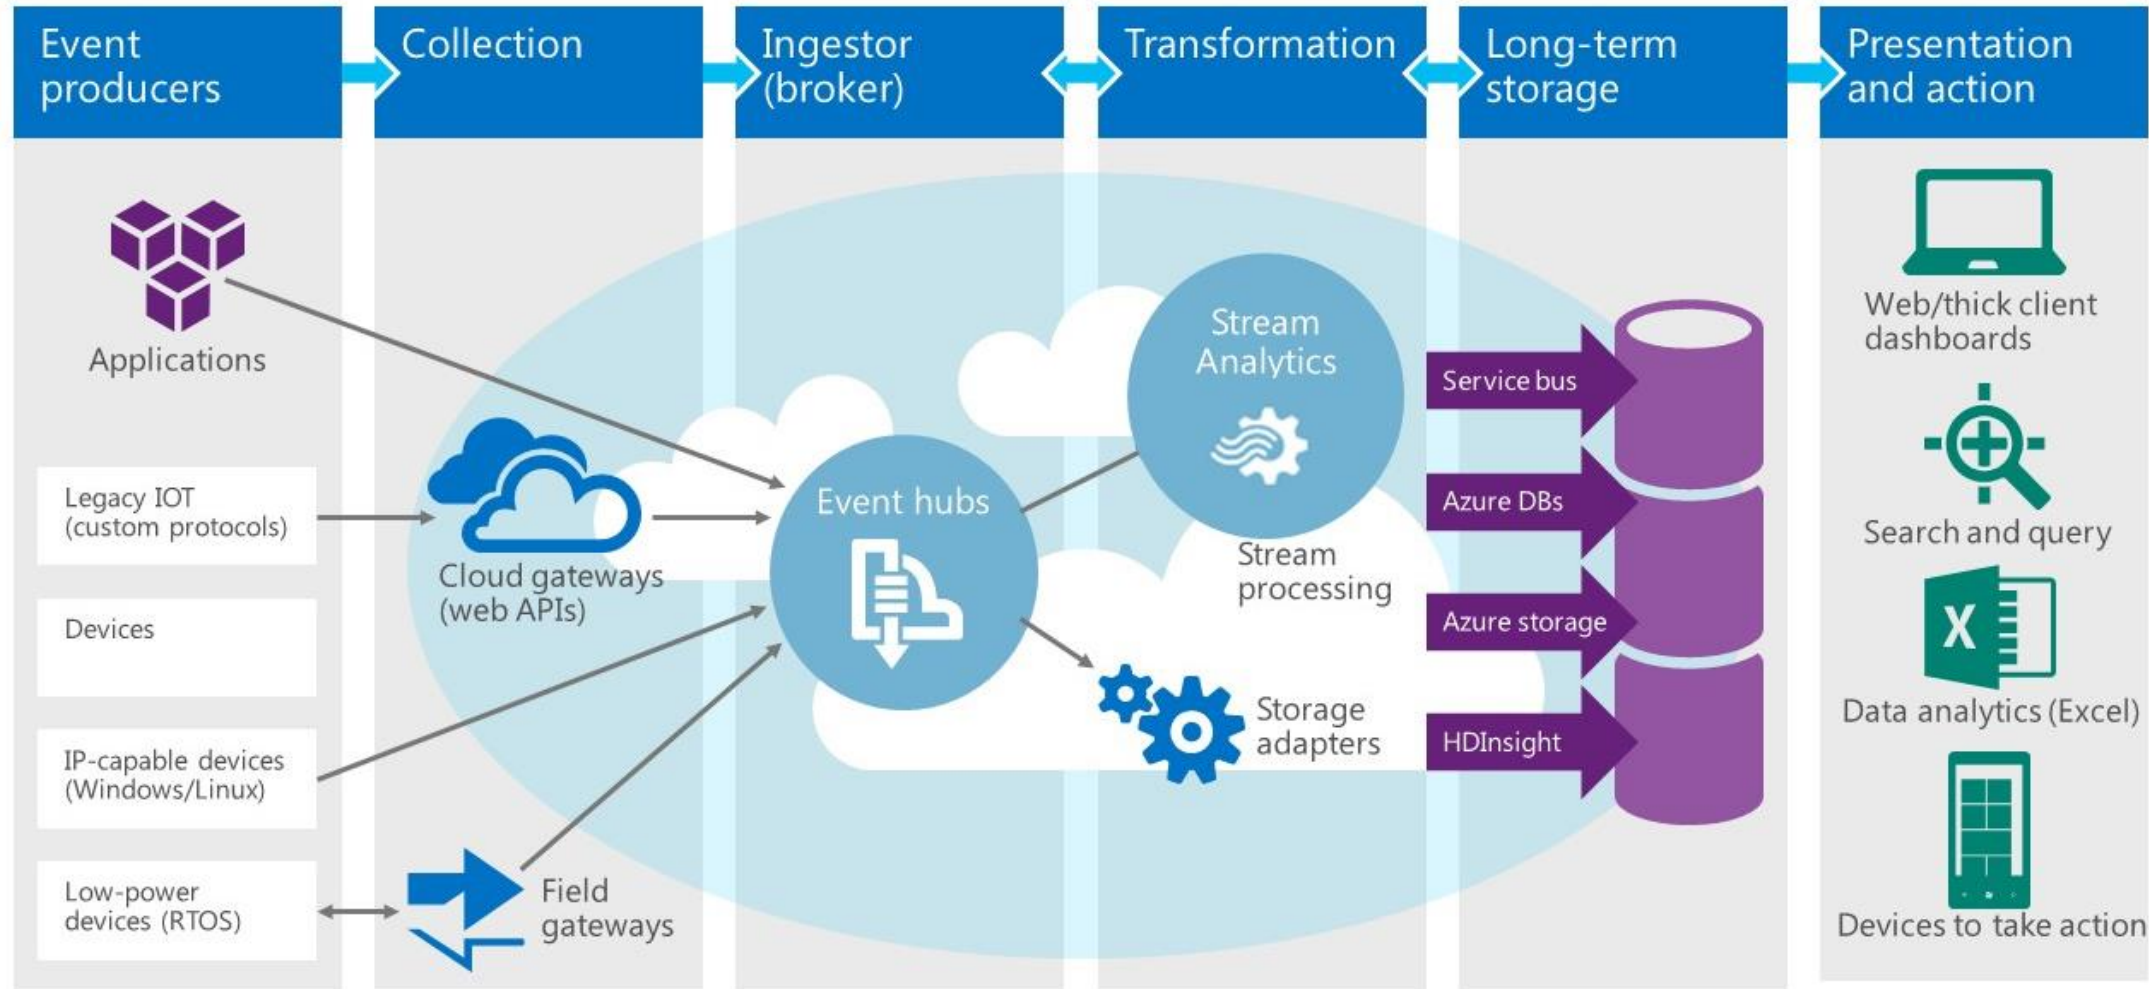 Event
producers
Collection
Ingestor
(broker)
Transformation
Long-term
storage
Presentation
and action
Applications
Legacy IOT
(custom protocols)
Devices
IP-capable devices
(Windows/Linux)
Low-power
devices (RTOS)
Cloud gateways
(web APIs)
Field
gateways
Event hubs
Stream
Analytics
Stream
processing
Storage
adapters
Service bus
Azure DBs
Azure storage
HDInsight
Web/thick client
dashboards
Search and query
X
Data analytics (Excel)
Devices to take action